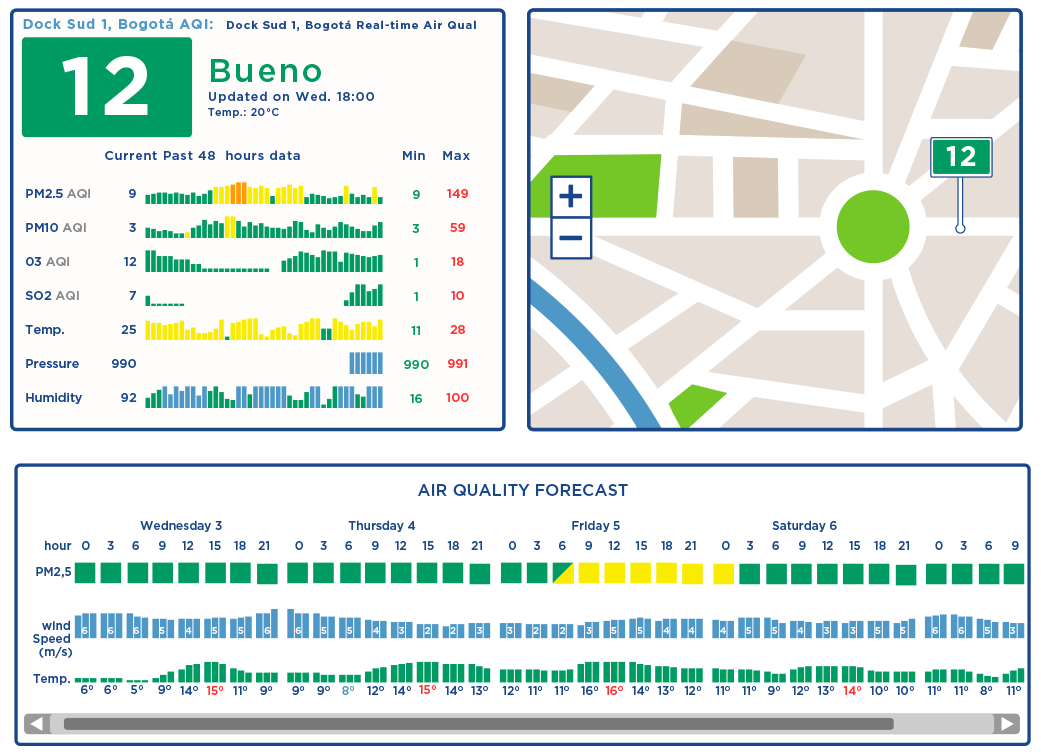 Dock Sud 1, Bogotá AQI: Dock Sud 1, Bogotá Real-time Air Qual
12
Bueno
Updated on Wed. 18:00
Temp.: 20°C
Current Past 48 hours data Min Max
PM2.5 AQI 9 9 149
PM10 AQI 3 3 59
03 AQI 12 1 18
SO2 AQI 7 1 10
Temp. 25 11 28
Pressure 990 990 991
Humidity 92 16 100
12
+
−
AIR QUALITY FORECAST
Wednesday 3 Thursday 4 Friday 5 Saturday 6
hour 0 3 6 9 12 15 18 21 0 3 6 9 12 15 18 21 0 3 6 9 12 15 18 21 0 3 6 9 12 15 18 21 0 3 6 9
PM2,5
wind 6 6 6 5 4 5 5 6 6 5 5 4 3 2 2 3 3 2 2 3 5 5 4 4 4 5 5 4 3 4 5 5 6 6 5 3
Speed
(m/s)
Temp.
6° 6° 5° 9° 14° 15° 11° 9° 9° 9° 8° 12° 14° 15° 14° 13° 12° 11° 11° 16° 16° 14° 13° 12° 11° 11° 9° 12° 13° 14° 10° 10° 11° 11° 8° 11°